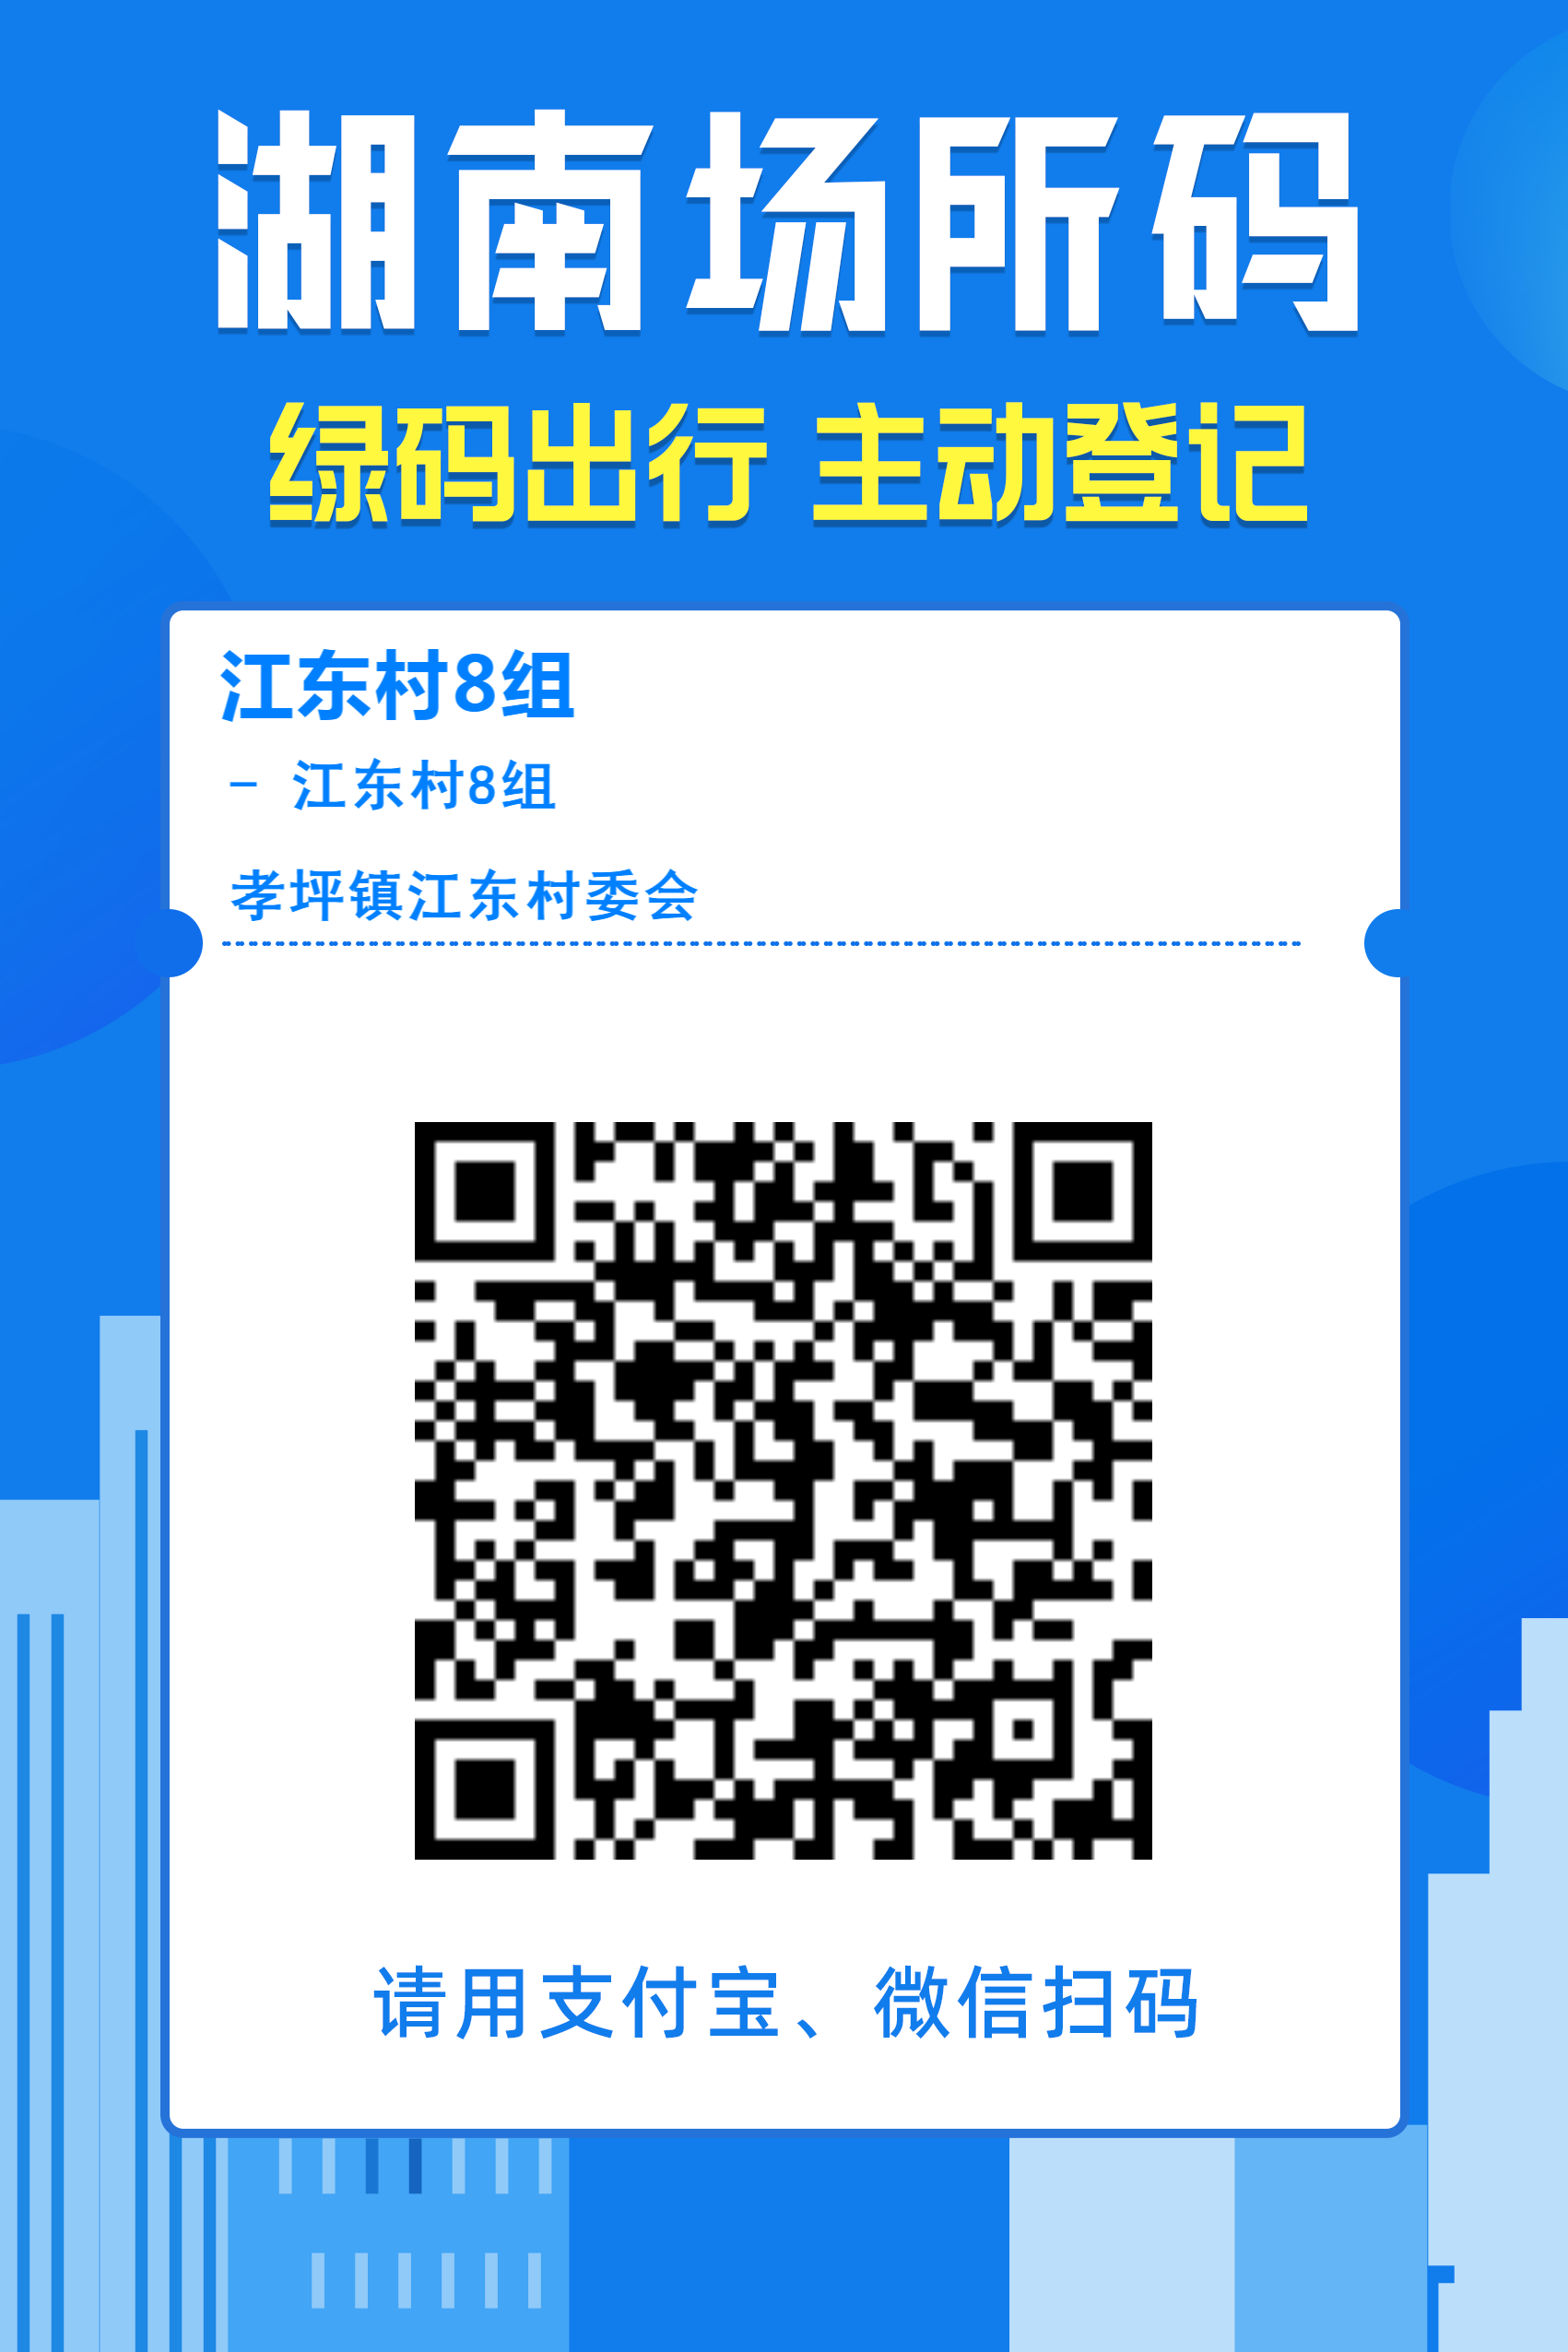 湖南场所码
绿码出行 主动登记
江东村8组
– 江东村8组
孝坪镇江东村委会
请用支付宝、微信扫码